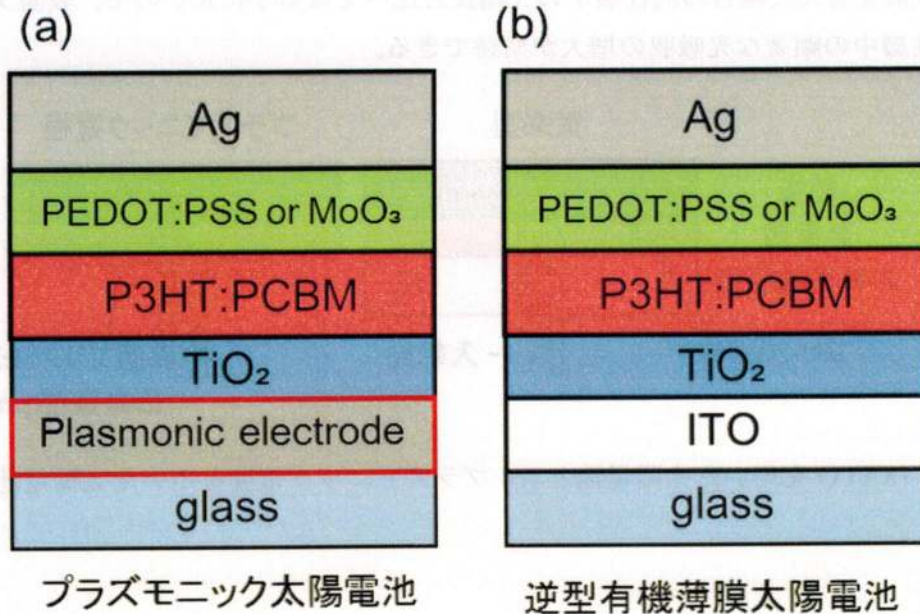 (a)
Ag
PEDOT:PSS or MoO₃
P3HT:PCBM
TiO₂
Plasmonic electrode
glass
プラズモニック太陽電池
(b)
Ag
PEDOT:PSS or MoO₃
P3HT:PCBM
TiO₂
ITO
glass
逆型有機薄膜太陽電池